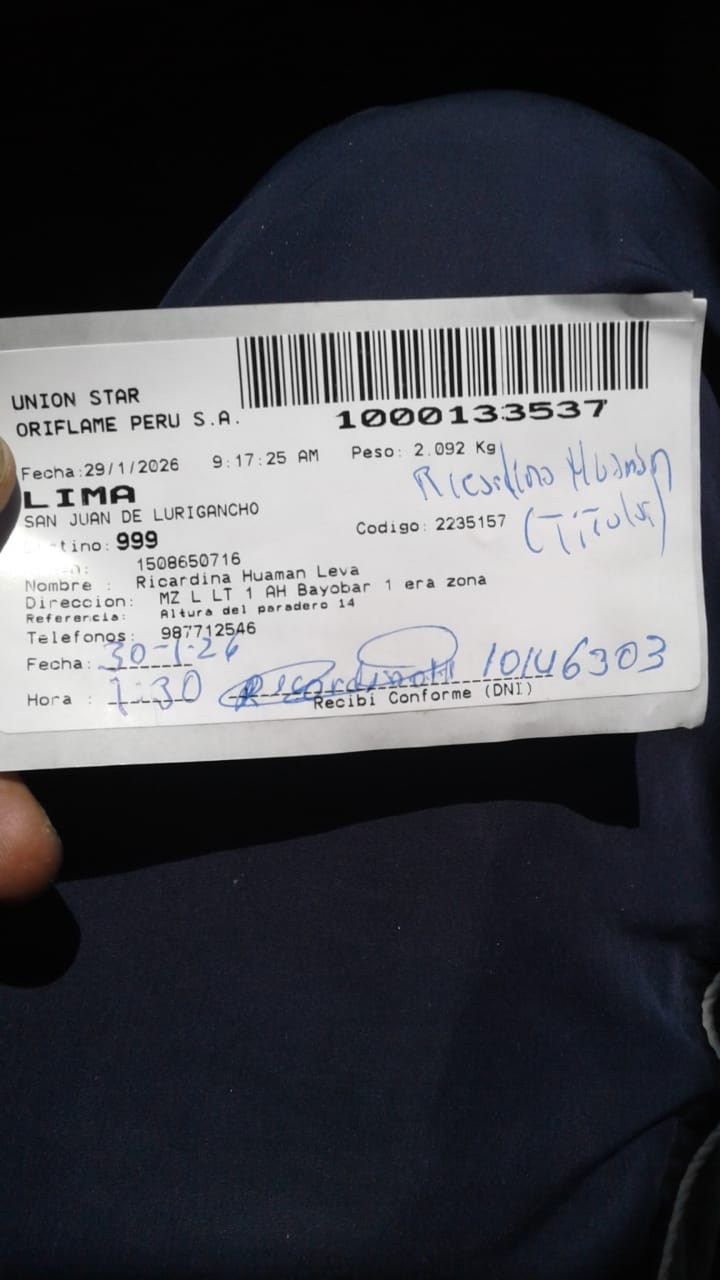 UNION STAR
ORIFLAME PERU S.A.
1000133537
Fecha:29/1/2026 9:17:25 AM Peso: 2.092 Kg
LIMA
SAN JUAN DE LURIGANCHO
Ricardina Huamán
(Titular)
Codigo: 2235157
tino: 999
1508650716
Nombre : Ricardina Huaman Leva
Direccion: MZ L LT 1 AH Bayobar 1 era zona
Referencia: Altura del paradero 14
Telefonos: 987712546
Fecha: 30-1-26
Hora : 1:30 10146303
Recibi Conforme (DNI)